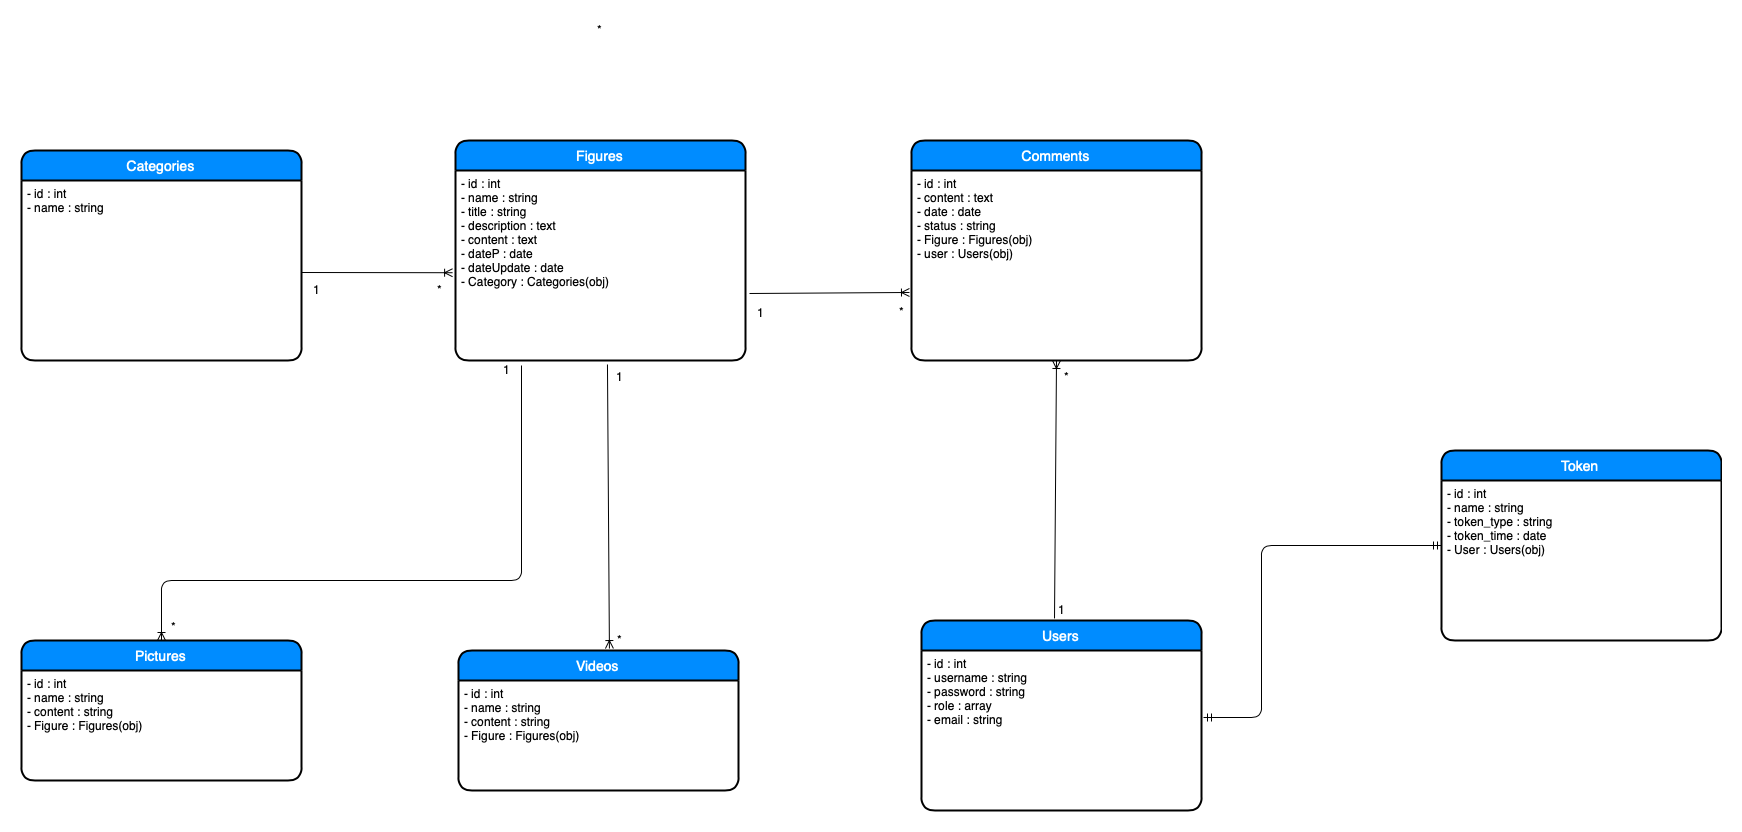 *
Categories
- id : int
- name : string
1
*
Figures
- id : int
- name : string
- title : string
- description : text
- content : text
- dateP : date
- dateUpdate : date
- Category : Categories(obj)
1
*
Comments
- id : int
- content : text
- date : date
- status : string
- Figure : Figures(obj)
- user : Users(obj)
1
1
*
*
*
1
Token
- id : int
- name : string
- token_type : string
- token_time : date
- User : Users(obj)
Pictures
- id : int
- name : string
- content : string
- Figure : Figures(obj)
Videos
- id : int
- name : string
- content : string
- Figure : Figures(obj)
Users
- id : int
- username : string
- password : string
- role : array
- email : string